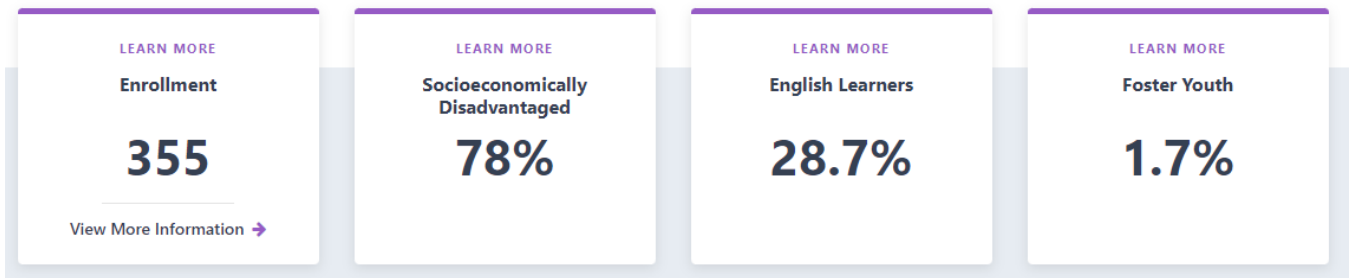 LEARN MORE
Enrollment
355
View More Information
LEARN MORE
Socioeconomically
Disadvantaged
78%
LEARN MORE
English Learners
28.7%
LEARN MORE
Foster Youth
1.7%